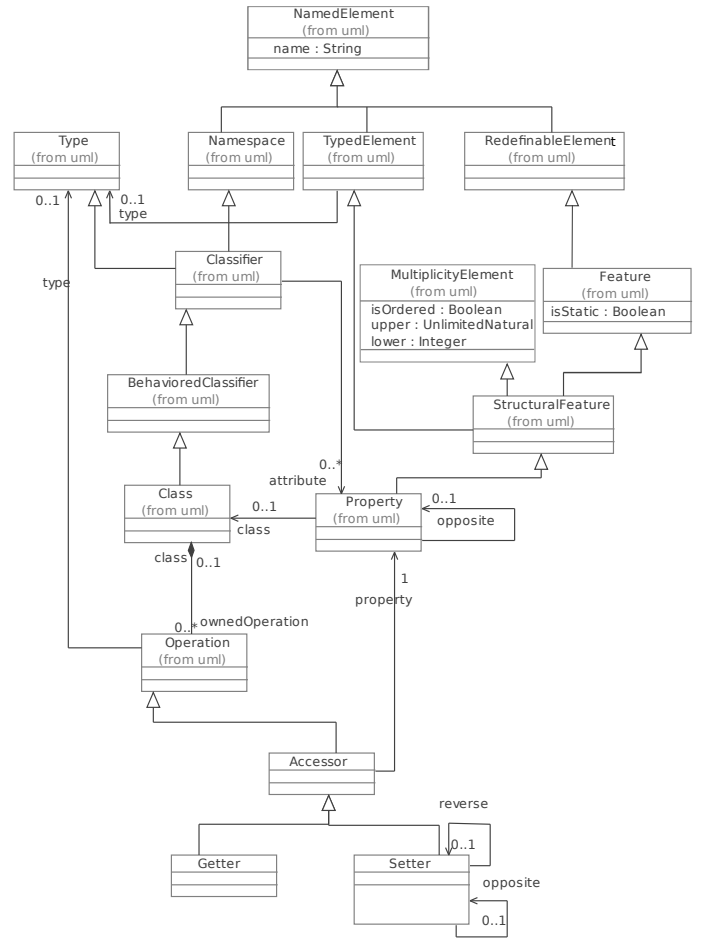 NamedElement
(from uml)
name : String
Type
(from uml)
Namespace
(from uml)
TypedElement
(from uml)
RedefinableElement
(from uml)
0..1
0..1
type
type
Classifier
(from uml)
MultiplicityElement
(from uml)
isOrdered : Boolean
upper : UnlimitedNatural
lower : Integer
Feature
(from uml)
isStatic : Boolean
BehavioredClassifier
(from uml)
StructuralFeature
(from uml)
0..*
attribute
Class
(from uml)
0..1
class
Property
(from uml)
0..1
opposite
class
0..1
1
property
0..*
ownedOperation
Operation
(from uml)
Accessor
reverse
0..1
Getter
Setter
opposite
0..1